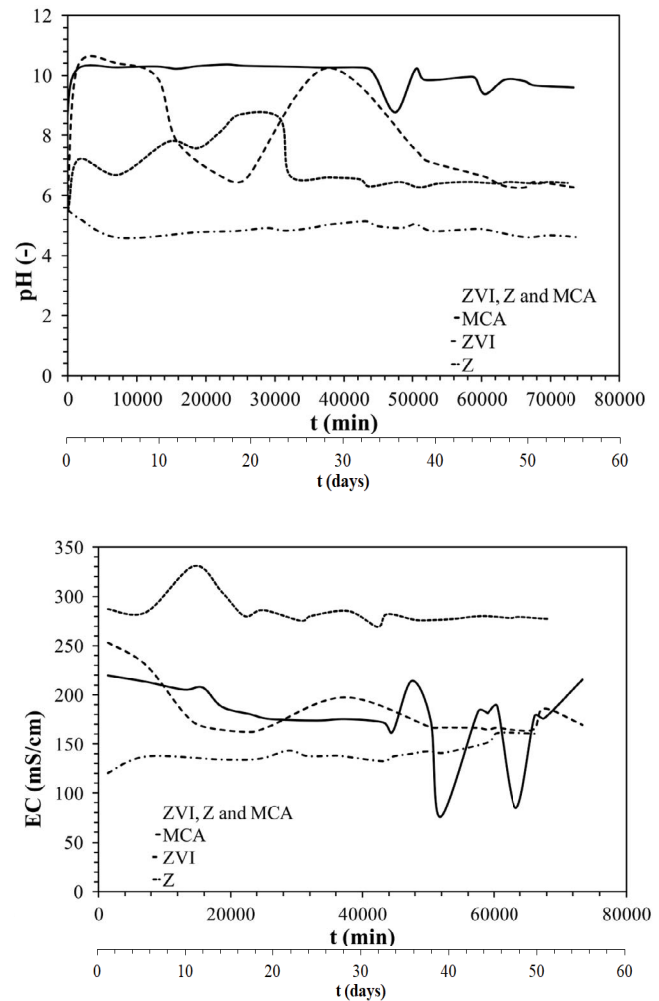 12
10
8
6
4
2
0
pH (-)
ZVI, Z and MCA
MCA
ZVI
Z
0 10000 20000 30000 40000 50000 60000 70000 80000
t (min)
0 10 20 30 40 50 60
t (days)
350
300
250
200
150
100
50
0
EC (mS/cm)
ZVI, Z and MCA
MCA
ZVI
Z
0 20000 40000 60000 80000
t (min)
0 10 20 30 40 50 60
t (days)